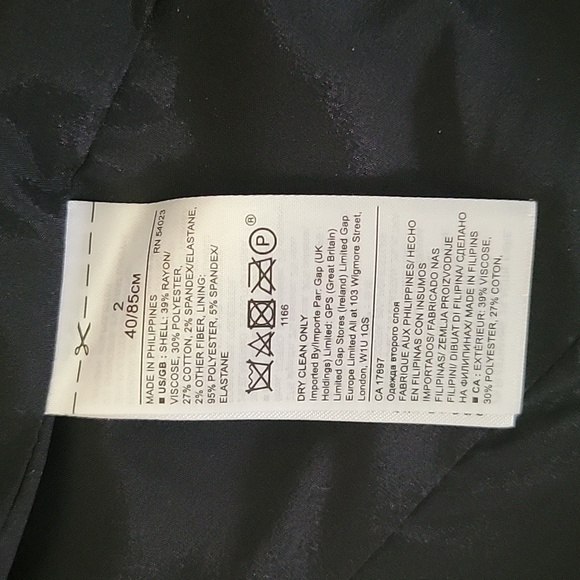 2
40/85CM
MADE IN PHILIPPINES
RN 54023
■ US/GB : SHELL: 39% RAYON/
VISCOSE, 30% POLYESTER,
27% COTTON, 2% SPANDEX/ELASTANE,
2% OTHER FIBER, LINING:
95% POLYESTER, 5% SPANDEX/
ELASTANE
P ®
1166
DRY CLEAN ONLY
Imported By/Importe Par: Gap (UK
Holdings) Limited: GPS (Great Britain)
Limited Gap Stores (Ireland) Limited Gap
Europe Limited All at 103 Wigmore Street,
London, W1U 1QS
CA 17897
Одежда второго слоя
FABRIQUE AUX PHILIPPINES/ HECHO
EN FILIPINAS CON INSUMOS
IMPORTADOS/ FABRICADO NAS
FILIPINAS/ ZEMLJA PROIZVODNJE
FILIPINI/ DIBUAT DI FILIPINA/ СДЕЛАНО
НА ФИЛИППИНАХ/ MADE IN FILIPINS
■ CA : EXTERIEUR: 39% VISCOSE,
30% POLYESTER, 27% COTON,